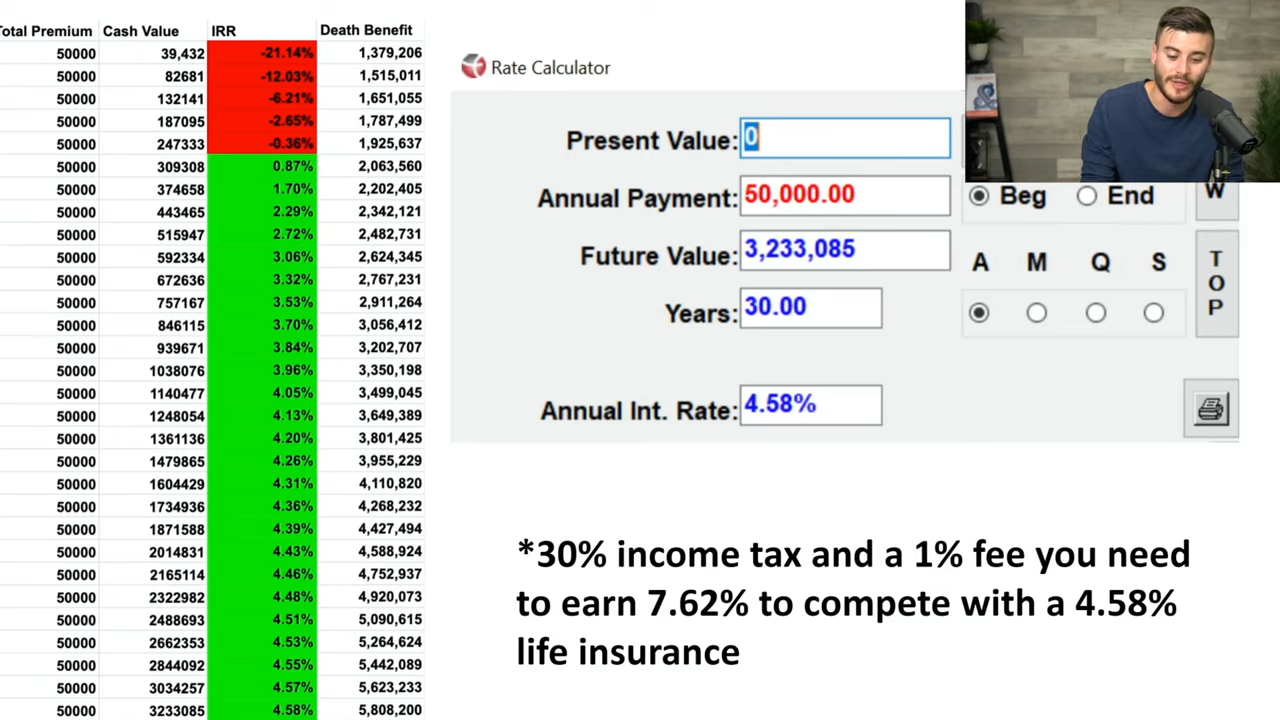 Total Premium Cash Value IRR Death Benefit
50000 39,432 -21.14% 1,379,206
50000 82681 -12.03% 1,515,011
50000 132141 -6.21% 1,651,055
50000 187095 -2.65% 1,787,499
50000 247333 -0.36% 1,925,637
50000 309308 0.87% 2,063,560
50000 374658 1.70% 2,202,405
50000 443465 2.29% 2,342,121
50000 515947 2.72% 2,482,731
50000 592334 3.06% 2,624,345
50000 672636 3.32% 2,767,231
50000 757167 3.53% 2,911,264
50000 846115 3.70% 3,056,412
50000 939671 3.84% 3,202,707
50000 1038076 3.96% 3,350,198
50000 1140477 4.05% 3,499,045
50000 1248054 4.13% 3,649,389
50000 1361136 4.20% 3,801,425
50000 1479865 4.26% 3,955,229
50000 1604429 4.31% 4,110,820
50000 1734936 4.36% 4,268,232
50000 1871588 4.39% 4,427,494
50000 2014831 4.43% 4,588,924
50000 2165114 4.46% 4,752,937
50000 2322982 4.48% 4,920,073
50000 2488693 4.51% 5,090,615
50000 2662353 4.53% 5,264,624
50000 2844092 4.55% 5,442,089
50000 3034257 4.57% 5,623,233
50000 3233085 4.58% 5,808,200
Rate Calculator
Present Value: 0
Annual Payment: 50,000.00
Beg End
W
Future Value: 3,233,085
A M Q S
TOP
Years: 30.00
Annual Int. Rate: 4.58%
*30% income tax and a 1% fee you need
to earn 7.62% to compete with a 4.58%
life insurance